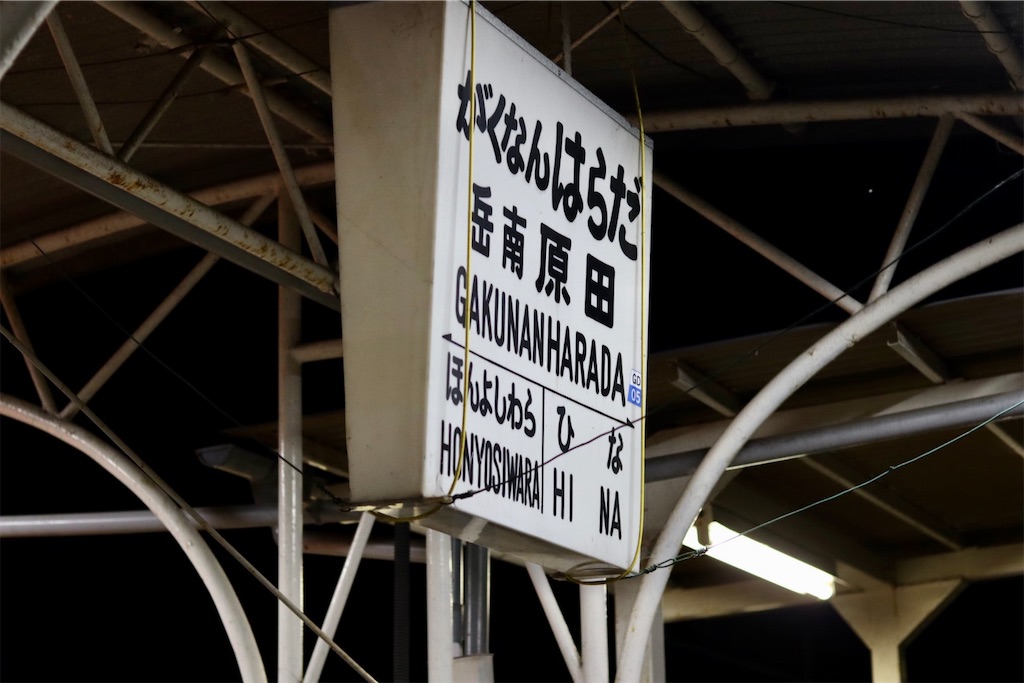 がくなんはらだ
岳南原田
GAKUNANHARADA
GD
05
ほんよしわら ひな
HONYOSIWARA HINA